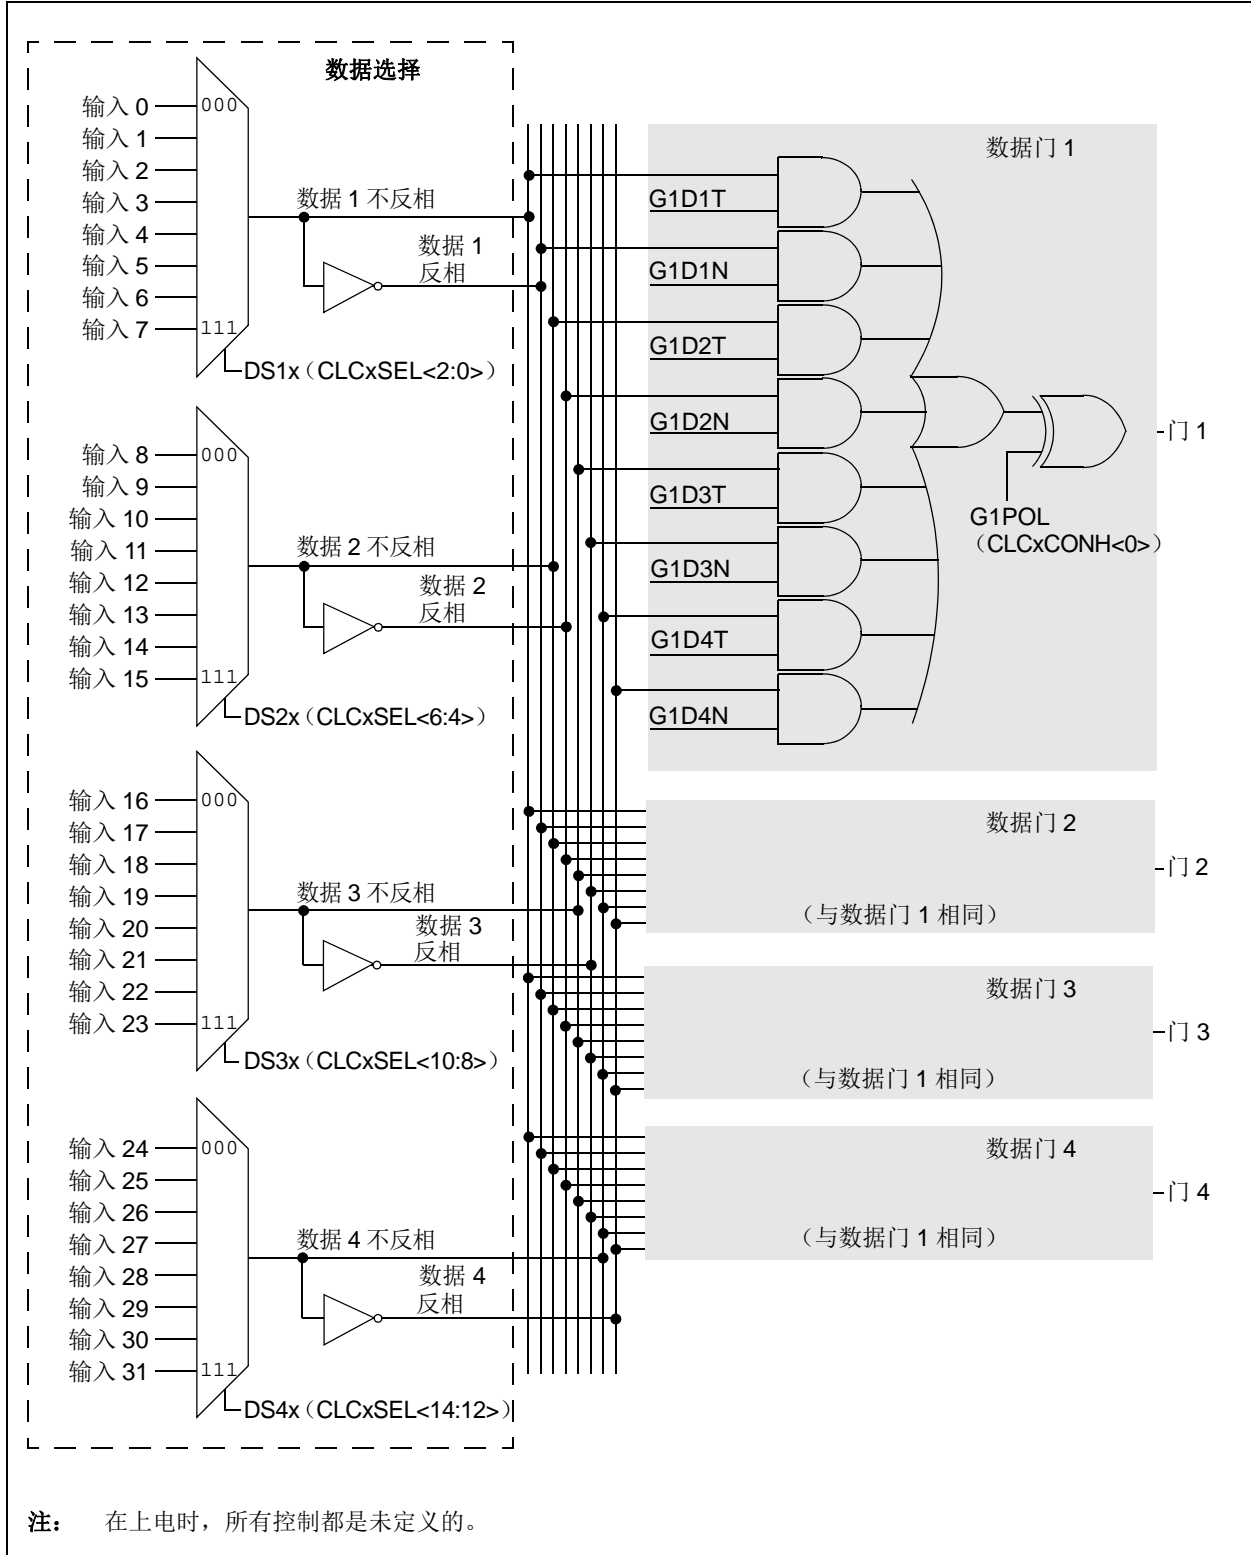 数据选择
输入 0
000
输入 1
输入 2
输入 3
输入 4
输入 5
输入 6
输入 7
111
数据 1 不反相
数据 1
反相
DS1x（CLCxSEL<2:0>）
输入 8
000
输入 9
输入 10
输入 11
输入 12
输入 13
输入 14
输入 15
111
数据 2 不反相
数据 2
反相
DS2x（CLCxSEL<6:4>）
输入 16
000
输入 17
输入 18
输入 19
输入 20
输入 21
输入 22
输入 23
111
数据 3 不反相
数据 3
反相
DS3x（CLCxSEL<10:8>）
输入 24
000
输入 25
输入 26
输入 27
输入 28
输入 29
输入 30
输入 31
111
数据 4 不反相
数据 4
反相
DS4x（CLCxSEL<14:12>）
数据门 1
G1D1T
G1D1N
G1D2T
G1D2N
G1D3T
G1D3N
G1D4T
G1D4N
门 1
G1POL
（CLCxCONH<0>）
数据门 2
门 2
（与数据门 1 相同）
数据门 3
门 3
（与数据门 1 相同）
数据门 4
门 4
（与数据门 1 相同）
注： 在上电时，所有控制都是未定义的。